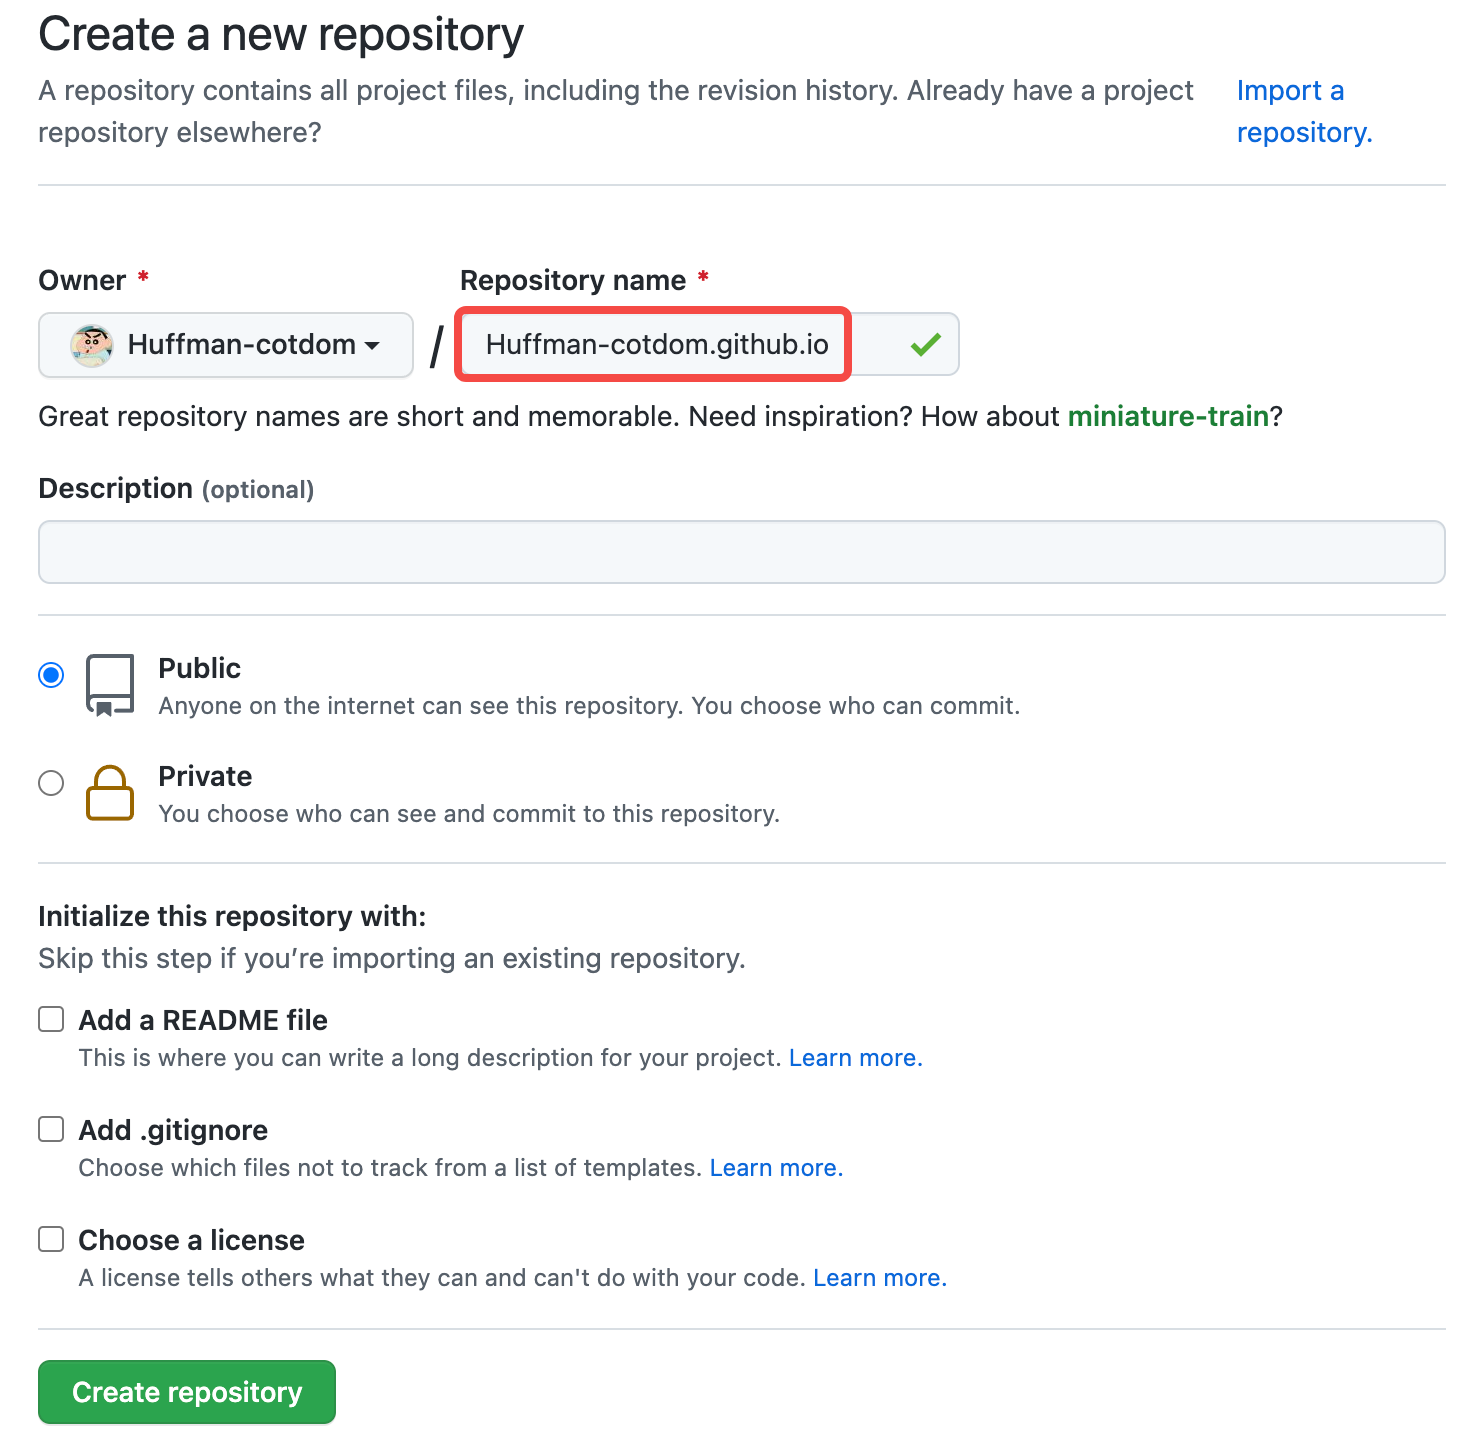 Create a new repository
A repository contains all project files, including the revision history. Already have a project
repository elsewhere?
Import a
repository.
Owner *
Repository name *
Huffman-cotdom
/
Huffman-cotdom.github.io
Great repository names are short and memorable. Need inspiration? How about miniature-train?
Description (optional)
Public
Anyone on the internet can see this repository. You choose who can commit.
Private
You choose who can see and commit to this repository.
Initialize this repository with:
Skip this step if you’re importing an existing repository.
Add a README file
This is where you can write a long description for your project. Learn more.
Add .gitignore
Choose which files not to track from a list of templates. Learn more.
Choose a license
A license tells others what they can and can't do with your code. Learn more.
Create repository